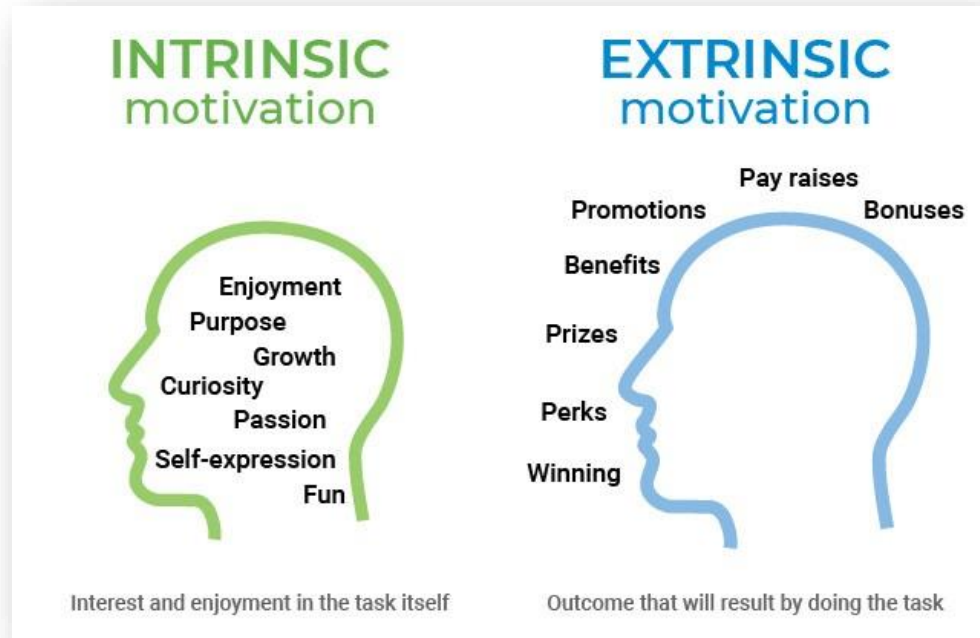 INTRINSIC
motivation
Enjoyment
Purpose
Growth
Curiosity
Passion
Self-expression
Fun
Interest and enjoyment in the task itself
EXTRINSIC
motivation
Pay raises
Promotions
Bonuses
Benefits
Prizes
Perks
Winning
Outcome that will result by doing the task